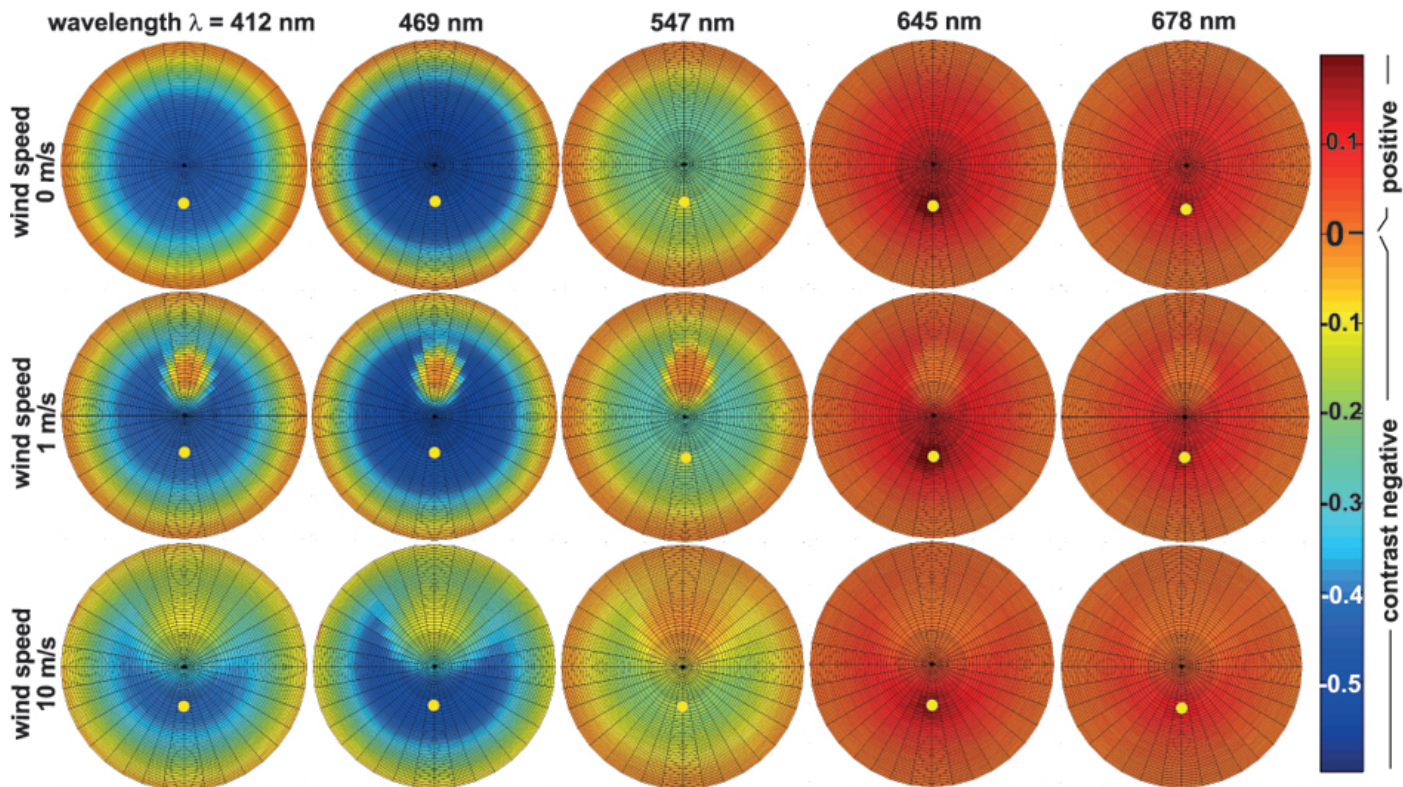 wavelength λ = 412 nm
469 nm
547 nm
645 nm
678 nm
wind speed
0 m/s
wind speed
1 m/s
wind speed
10 m/s
0.1
0
-0.1
-0.2
-0.3
-0.4
-0.5
positive
contrast negative